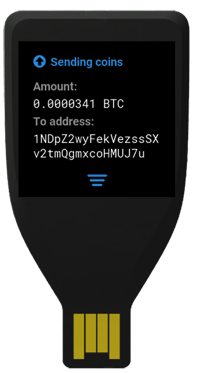 Sending coins
Amount:
0.0000341 BTC
To address:
1NDpZ2wyFekVezssSX
v2tmQgmxcoHMUJ7u